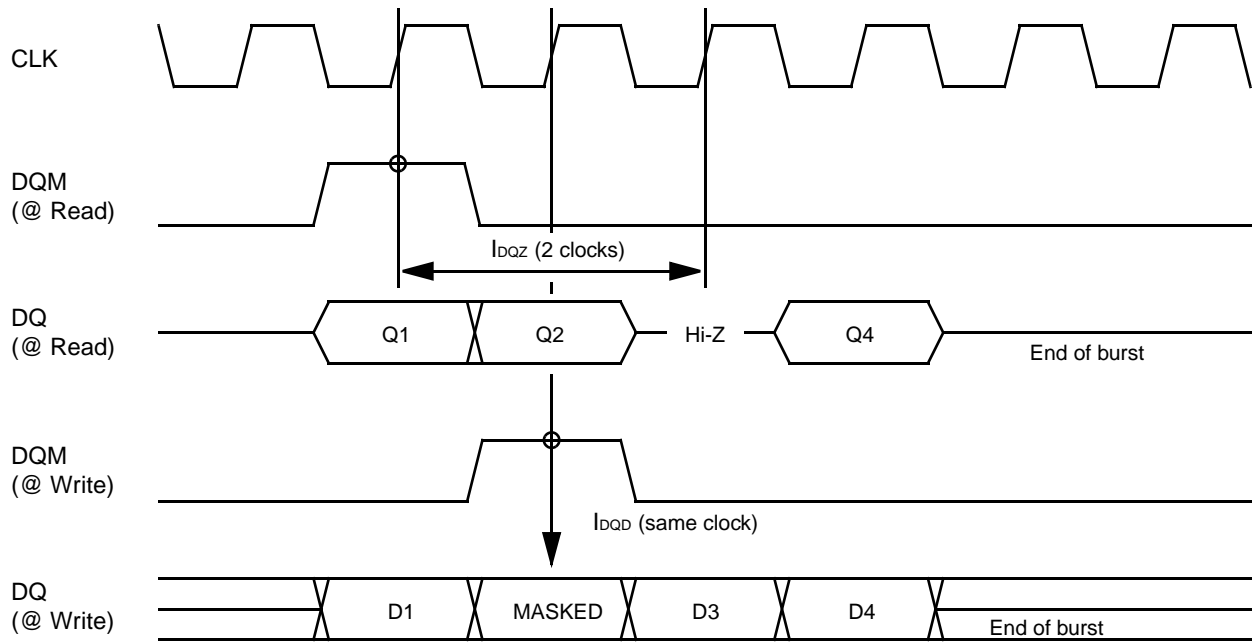 CLK
DQM
(@ Read)
IDQZ (2 clocks)
DQ
(@ Read)
Q1 Q2 Hi-Z Q4
End of burst
DQM
(@ Write)
IDQD (same clock)
DQ
(@ Write)
D1 MASKED D3 D4
End of burst